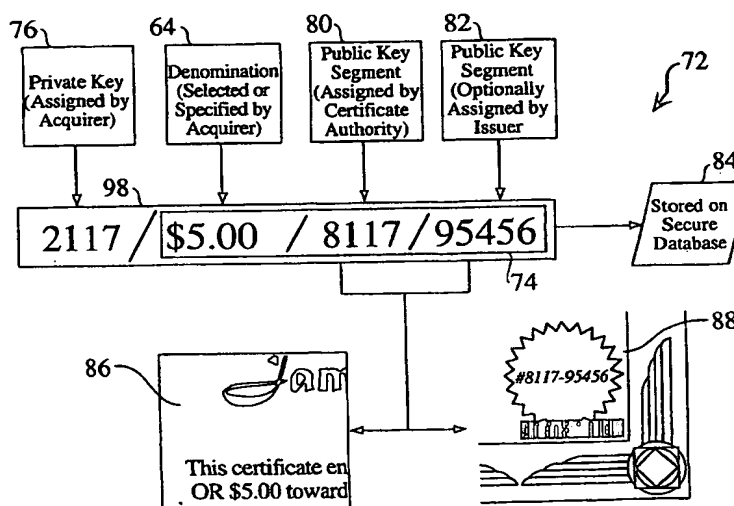 76
64
80
82
72
Private Key
(Assigned by
Acquirer)
Denomination
(Selected or
Specified by
Acquirer)
Public Key
Segment
(Assigned by
Certificate
Authority)
Public Key
Segment
(Optionally
Assigned by
Issuer
84
Stored on
Secure
Database
98
2117 / $5.00 / 8117/95456
74
86
am
This certificate en
OR $5.00 toward
88
#8117-95456